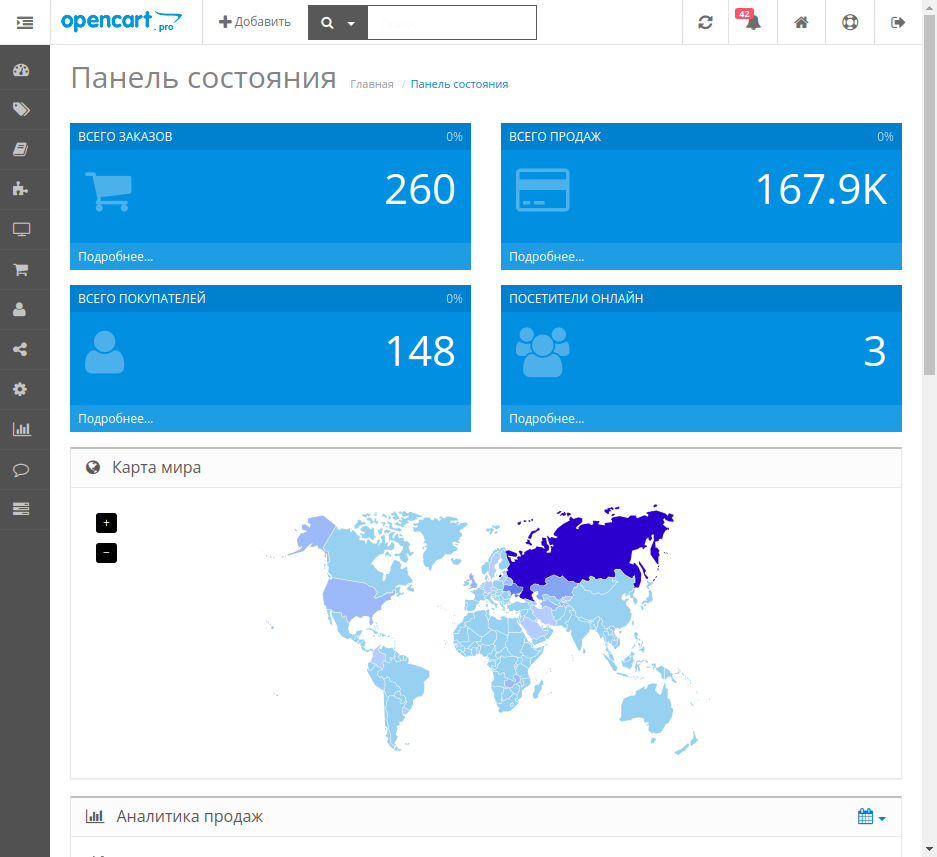 opencart.pro
Добавить
42
Панель состояния
Главная / Панель состояния
ВСЕГО ЗАКАЗОВ 0%
260
Подробнее...
ВСЕГО ПРОДАЖ 0%
167.9K
Подробнее...
ВСЕГО ПОКУПАТЕЛЕЙ 0%
148
Подробнее...
ПОСЕТИТЕЛИ ОНЛАЙН
3
Подробнее...
Карта мира
+
−
Аналитика продаж